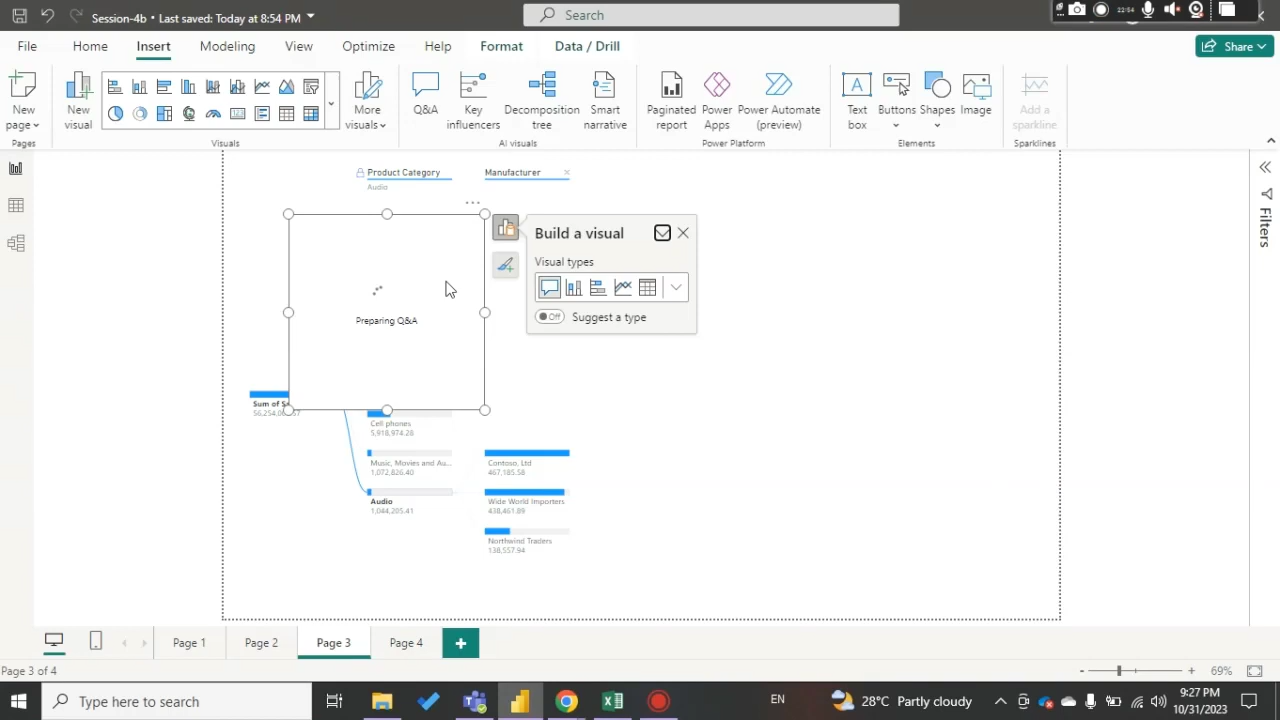 Session-4b • Last saved: Today at 8:54 PM
Search
22:54
File Home Insert Modeling View Optimize Help Format Data / Drill
Share
New page
New visual
More visuals
Q&A
Key influencers
Decomposition tree
Smart narrative
Paginated report
Power Apps
Power Automate (preview)
Text box
Buttons
Shapes
Image
Add a sparkline
Pages
Visuals
AI visuals
Power Platform
Elements
Sparklines
Product Category
Audio
Manufacturer
Preparing Q&A
Build a visual
Visual types
Off
Suggest a type
Filters
Cell phones
5,918,974.28
Music, Movies and Au...
1,072,826.40
Audio
1,044,205.41
Contoso, Ltd
467,185.58
Wide World Importers
438,461.89
Northwind Traders
138,557.94
Page 1 Page 2 Page 3 Page 4
Page 3 of 4
69%
Type here to search
EN
28°C Partly cloudy
9:27 PM
10/31/2023